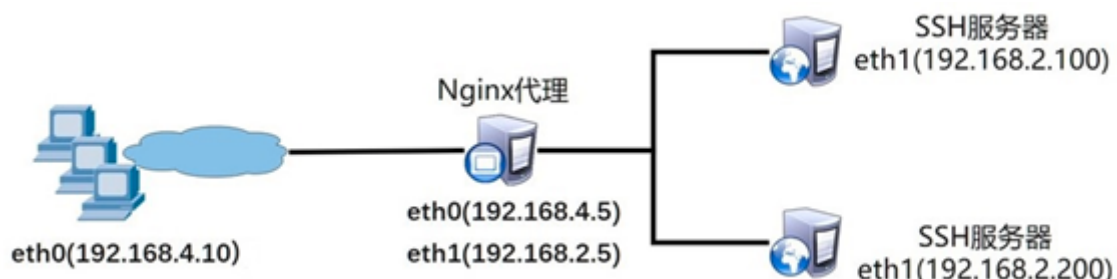 SSH服务器
eth1(192.168.2.100)
Nginx代理
eth0(192.168.4.5)
eth1(192.168.2.5)
eth0(192.168.4.10)
SSH服务器
eth1(192.168.2.200)